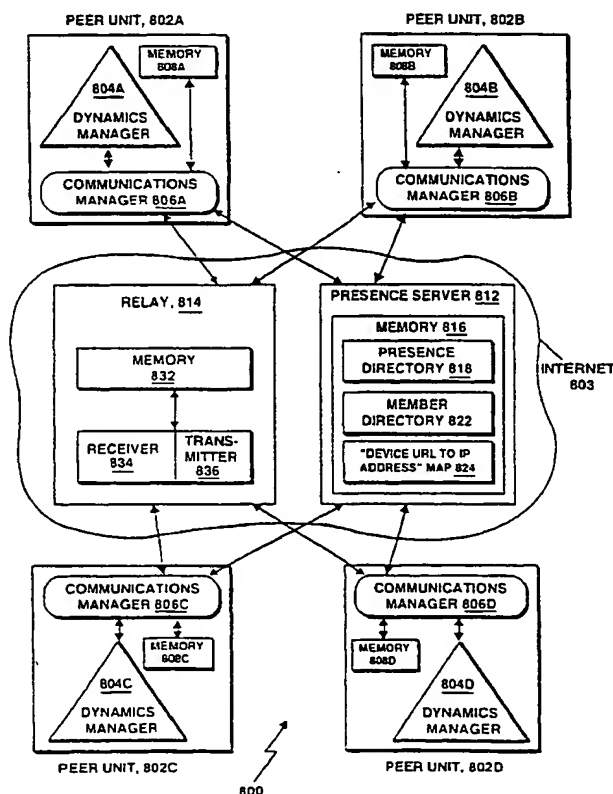 PEER UNIT, 802A
PEER UNIT, 802B
804A
DYNAMICS
MANAGER
MEMORY
808A
COMMUNICATIONS
MANAGER 806A
MEMORY
808B
804B
DYNAMICS
MANAGER
COMMUNICATIONS
MANAGER 806B
RELAY, 814
MEMORY
832
RECEIVER
834
TRANS-
MITTER
836
PRESENCE SERVER 812
MEMORY 816
PRESENCE
DIRECTORY 818
MEMBER
DIRECTORY 822
"DEVICE URL TO IP
ADDRESS" MAP 824
INTERNET
803
COMMUNICATIONS
MANAGER 806C
MEMORY
808C
804C
DYNAMICS
MANAGER
COMMUNICATIONS
MANAGER 806D
MEMORY
808D
804D
DYNAMICS
MANAGER
PEER UNIT, 802C
PEER UNIT, 802D
800